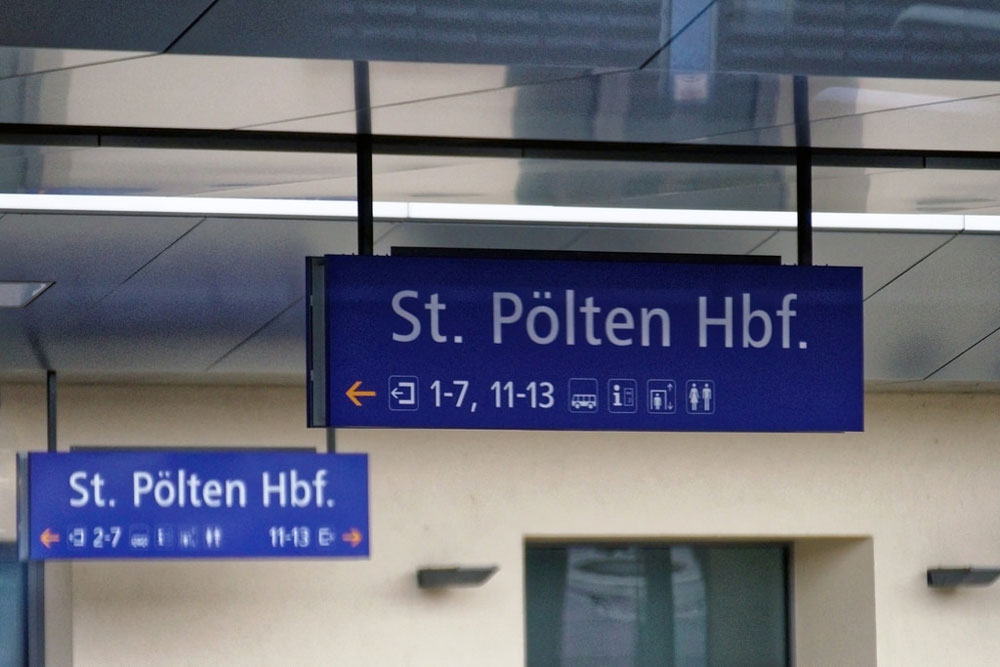 St. Pölten Hbf.
1-7, 11-13
St. Pölten Hbf.
2-7 11-13